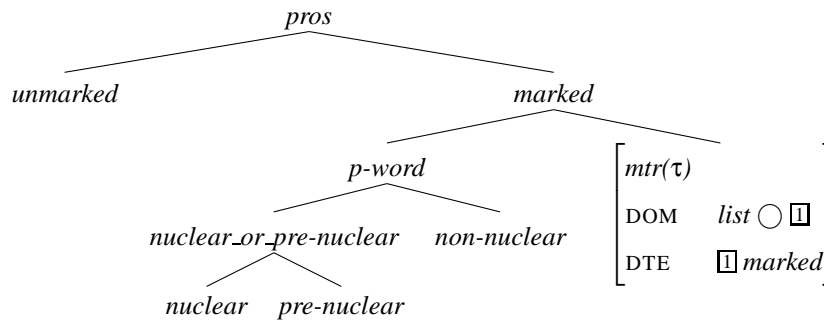 pros
unmarked marked
p-word mtr(τ)
DOM list ○ 1
nuclear_or_pre-nuclear non-nuclear
DTE 1 marked
nuclear pre-nuclear